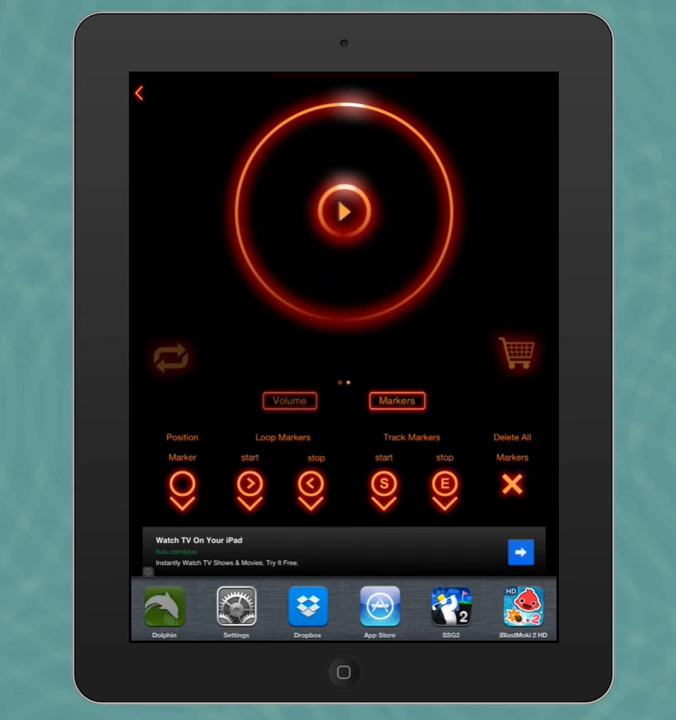 Volume
Markers
Position
Loop Markers
Track Markers
Delete All
Marker
start
stop
start
stop
Markers
S
E
Watch TV On Your iPad
hulu.com/plus
Instantly Watch TV Shows & Movies. Try It Free.
HD
2
2
Dolphin
Settings
Dropbox
App Store
SSG2
iBlastMoki 2 HD